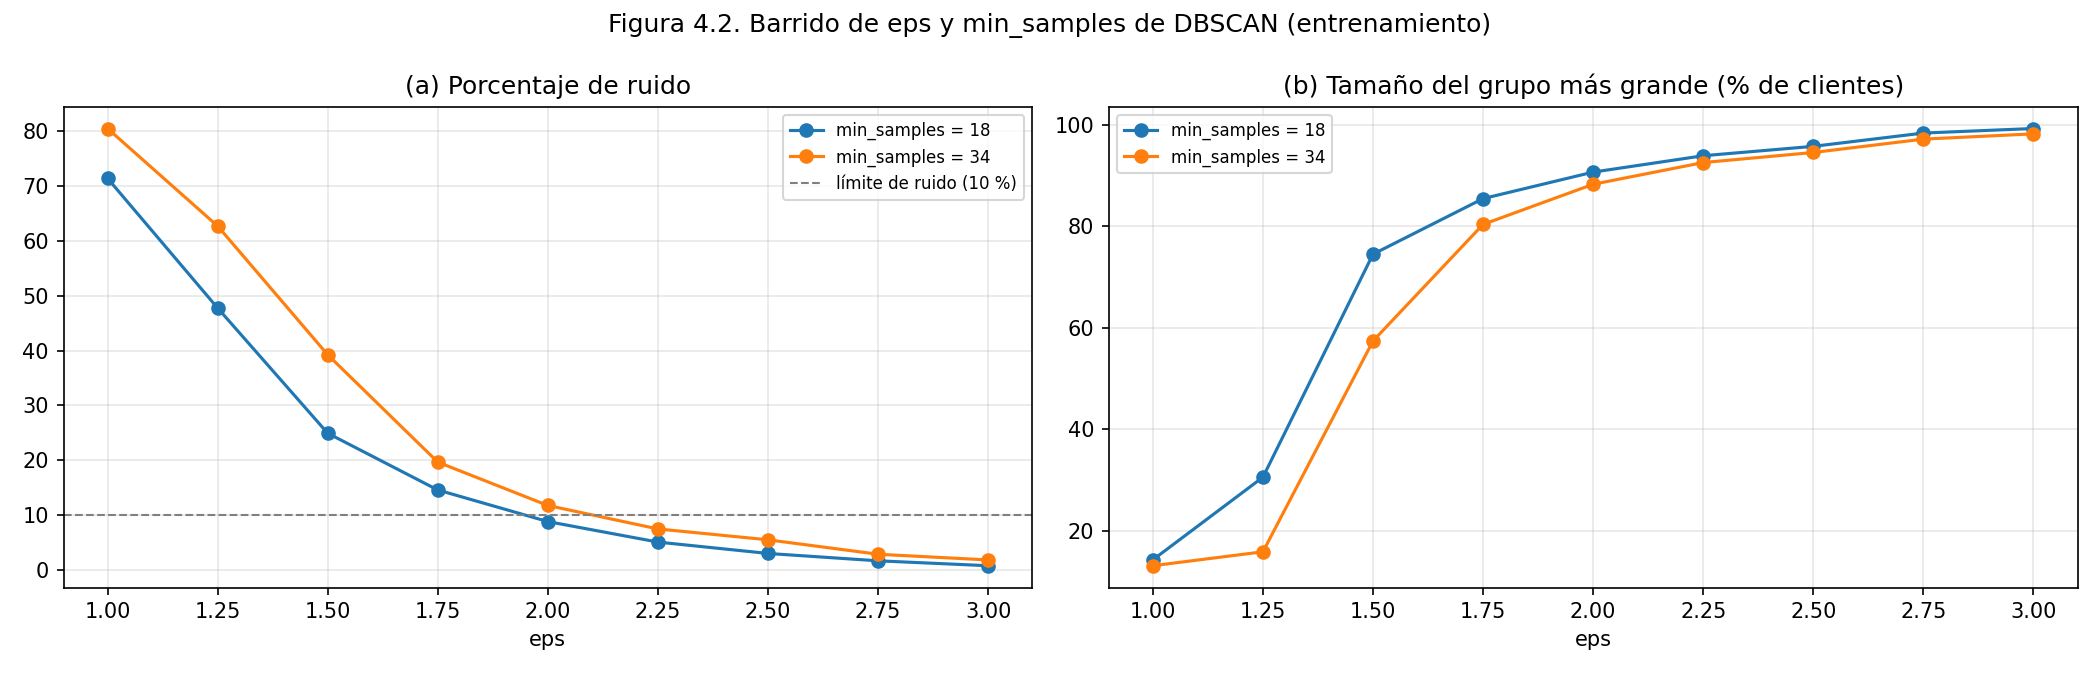 Figura 4.2. Barrido de eps y min_samples de DBSCAN (entrenamiento)
(a) Porcentaje de ruido
80
70
60
50
40
30
20
10
0
min_samples = 18
min_samples = 34
límite de ruido (10 %)
1.00 1.25 1.50 1.75 2.00 2.25 2.50 2.75 3.00
eps
(b) Tamaño del grupo más grande (% de clientes)
100
80
60
40
20
min_samples = 18
min_samples = 34
1.00 1.25 1.50 1.75 2.00 2.25 2.50 2.75 3.00
eps